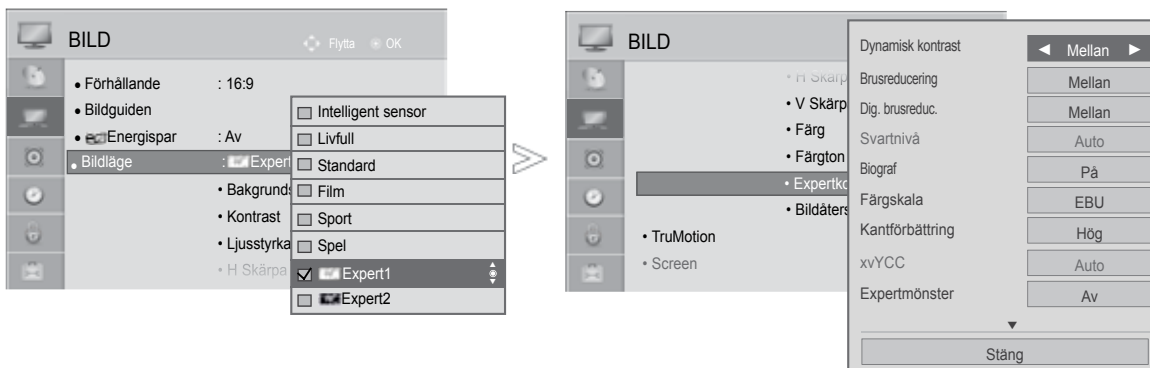 BILD
Flytta OK
• Förhållande : 16:9
• Bildguiden
• Energispar : Av
• Bildläge : Expert
• Bakgrunds
• Kontrast
• Ljusstyrka
• H Skärpa
Intelligent sensor
Livfull
Standard
Film
Sport
Spel
Expert1
Expert2
BILD
• H Skärp
• V Skärp
• Färg
• Färgton
• Expertko
• Bildåters
• TruMotion
• Screen
Dynamisk kontrast ◄ Mellan ►
Brusreducering Mellan
Dig. brusreduc. Mellan
Svartnivå Auto
Biograf På
Färgskala EBU
Kantförbättring Hög
xvYCC Auto
Expertmönster Av
▼
Stäng